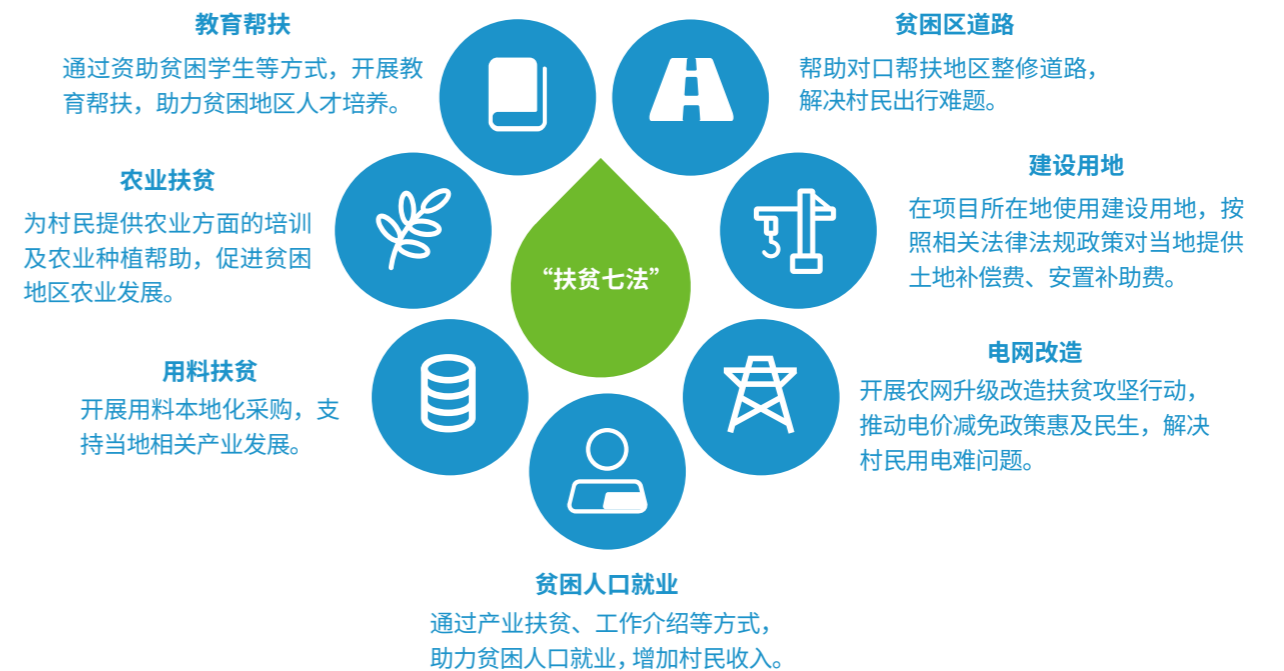 教育帮扶
通过资助贫困学生等方式，开展教
育帮扶，助力贫困地区人才培养。
贫困区道路
帮助对口帮扶地区整修道路，
解决村民出行难题。
农业扶贫
为村民提供农业方面的培训
及农业种植帮助，促进贫困
地区农业发展。
建设用地
在项目所在地使用建设用地，按
照相关法律法规政策对当地提供
土地补偿费、安置补助费。
“扶贫七法”
用料扶贫
开展用料本地化采购，支
持当地相关产业发展。
电网改造
开展农网升级改造扶贫攻坚行动，
推动电价减免政策惠及民生，解决
村民用电难问题。
贫困人口就业
通过产业扶贫、工作介绍等方式，
助力贫困人口就业，增加村民收入。